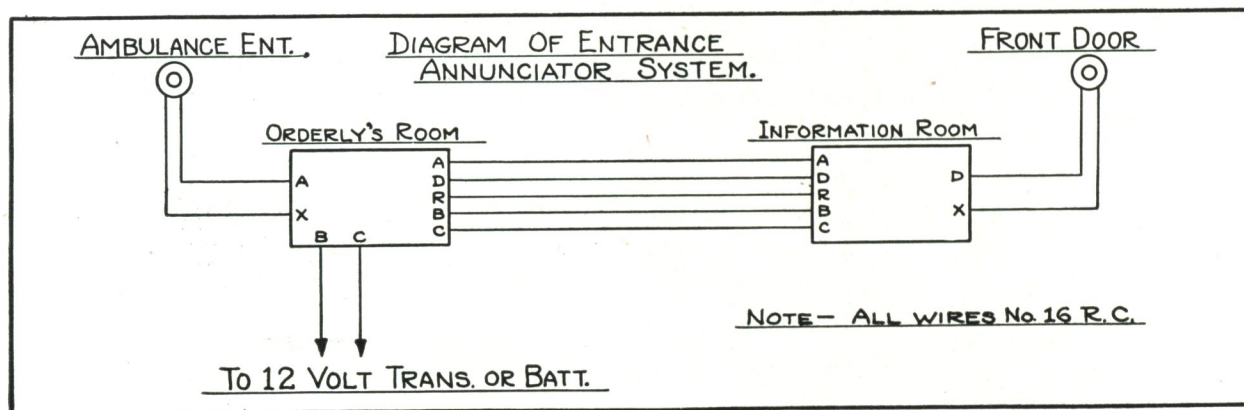 AMBULANCE ENT.
DIAGRAM OF ENTRANCE
ANNUNCIATOR SYSTEM.
FRONT DOOR
ORDERLY'S ROOM
INFORMATION ROOM
A
X
B C
A
D
R
B
C
A
D
R
B
C
D
X
NOTE— ALL WIRES No. 16 R.C.
TO 12 VOLT TRANS. OR BATT.